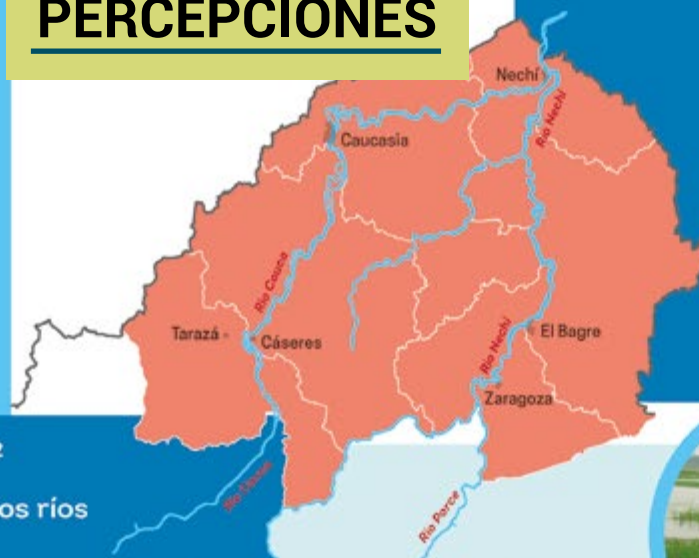 PERCEPCIONES
Nechí
Río Nechí
Caucasia
Río Cauca
Tarazá
Cáseres
Río Nechí
El Bagre
Zaragoza
os ríos
Río Porce